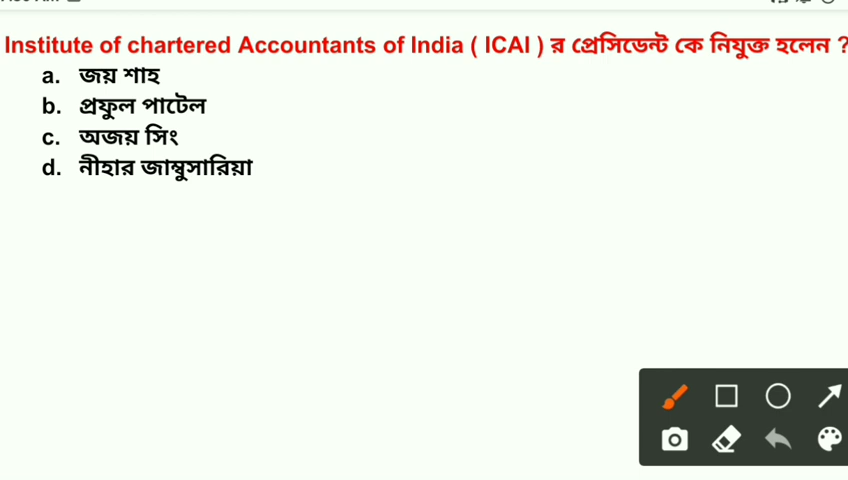 Institute of chartered Accountants of India ( ICAI ) র প্রেসিডেন্ট কে নিযুক্ত হলেন ?
a. জয় শাহ
b. প্রফুল পাটেল
c. অজয় সিং
d. নীহার জাম্বুসারিয়া